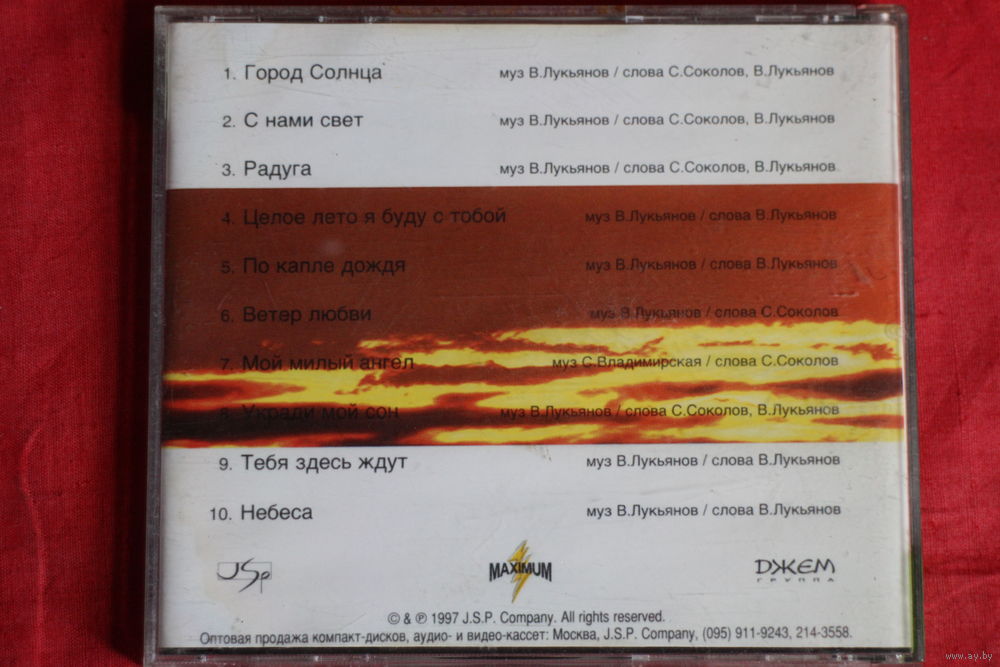 1. Город Солнца муз В.Лукьянов / слова С.Соколов, В.Лукьянов
2. С нами свет муз В.Лукьянов / слова С.Соколов, В.Лукьянов
3. Радуга муз В.Лукьянов / слова С.Соколов, В.Лукьянов
4. Целое лето я буду с тобой муз В.Лукьянов / слова В.Лукьянов
5. По капле дождя муз В.Лукьянов / слова В.Лукьянов
6. Ветер любви муз В.Лукьянов / слова С.Соколов
7. Мой милый ангел муз С.Владимирская / слова С.Соколов
8. Укради мой сон муз В.Лукьянов / слова С.Соколов, В.Лукьянов
9. Тебя здесь ждут муз В.Лукьянов / слова В.Лукьянов
10. Небеса муз В.Лукьянов / слова В.Лукьянов
JSP MAXIMUM ДЖЕМ
ГРУППА
© & ℗ 1997 J.S.P. Company. All rights reserved.
Оптовая продажа компакт-дисков, аудио- и видео-кассет: Москва, J.S.P. Company, (095) 911-9243, 214-3558.
www.ay.by